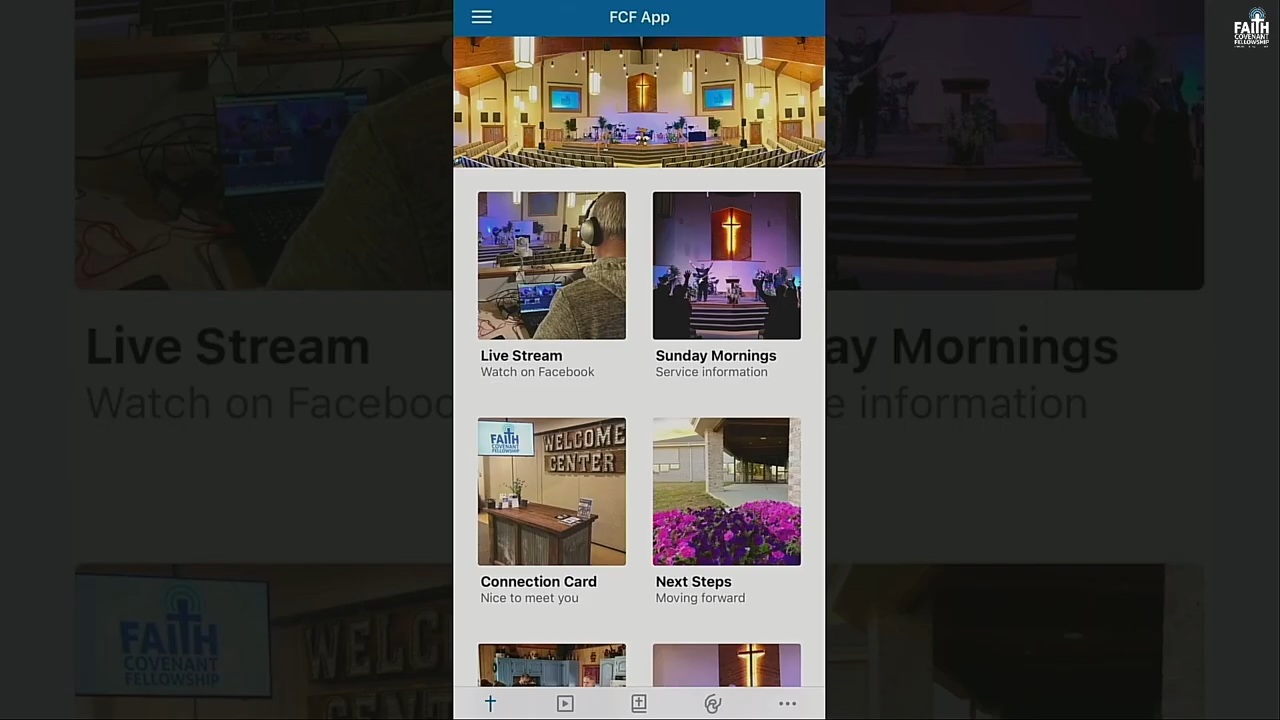 FCF App
FAITH
COVENANT
FELLOWSHIP
Live Stream
Watch on Facebook
Sunday Mornings
Service information
FAITH
COVENANT
FELLOWSHIP
WELCOME
CENTER
Connection Card
Nice to meet you
Next Steps
Moving forward
Live Stream
Watch on Faceboo
ay Mornings
e information
FAITH
COVENANT
FELLOWSHIP
WELC